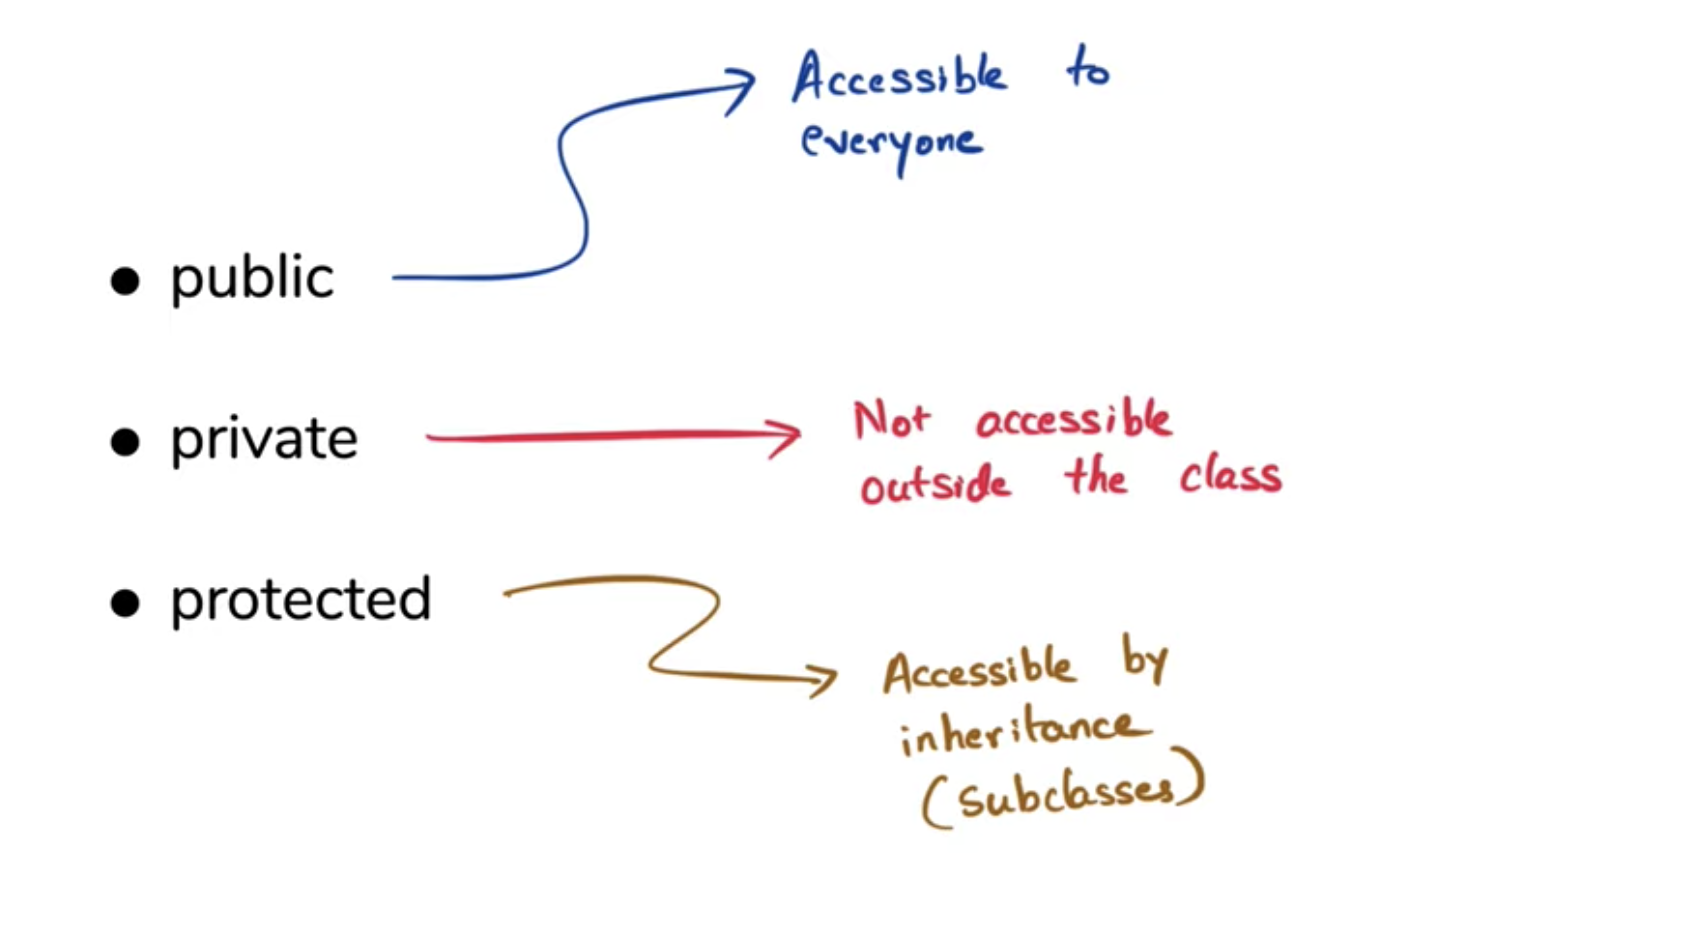 Accessible to
everyone
• public
• private
Not accessible
outside the class
• protected
Accessible by
inheritance
(subclasses)